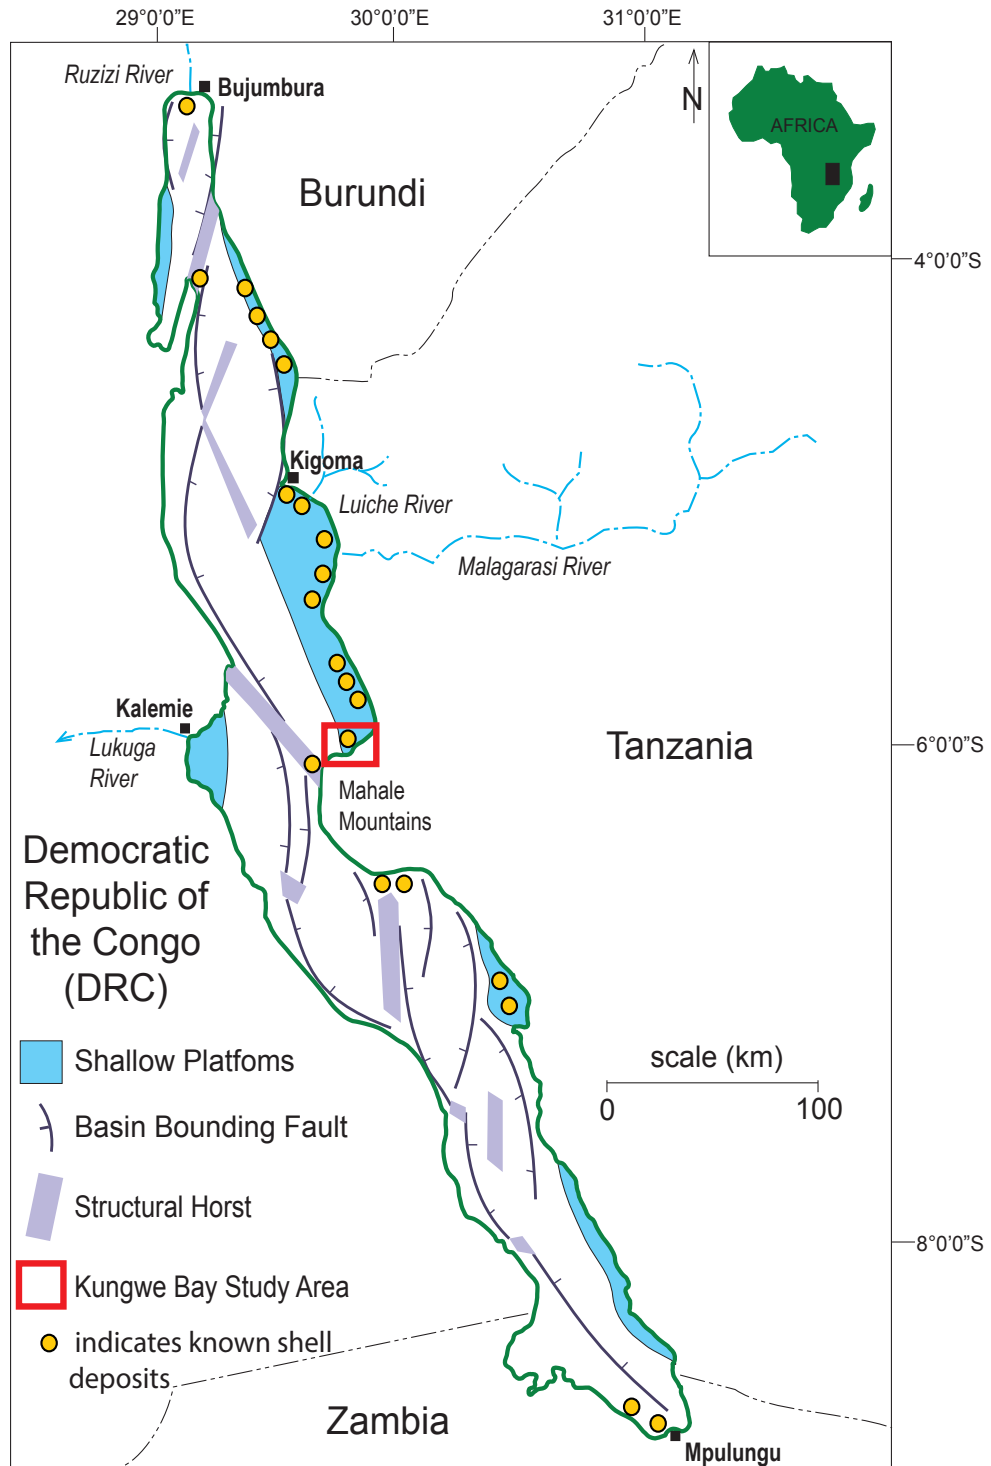 29°0'0"E
30°0'0"E
31°0'0"E
Ruzizi River
Bujumbura
N
AFRICA
Burundi
4°0'0"S
Kigoma
Luiche River
Malagarasi River
Kalemie
Lukuga
River
Tanzania
6°0'0"S
Mahale
Mountains
Democratic
Republic of
the Congo
(DRC)
Shallow Platfoms
scale (km)
0
100
Basin Bounding Fault
Structural Horst
8°0'0"S
Kungwe Bay Study Area
indicates known shell
deposits
Zambia
Mpulungu